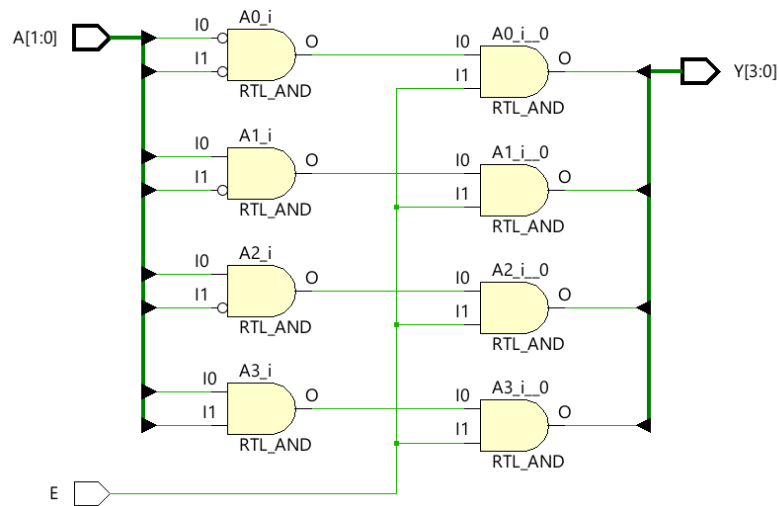 A[1:0]
I0
I1
A0_i
O
RTL_AND
I0
I1
A0_i__0
O
RTL_AND
Y[3:0]
I0
I1
A1_i
O
RTL_AND
I0
I1
A1_i__0
O
RTL_AND
I0
I1
A2_i
O
RTL_AND
I0
I1
A2_i__0
O
RTL_AND
I0
I1
A3_i
O
RTL_AND
I0
I1
A3_i__0
O
RTL_AND
E